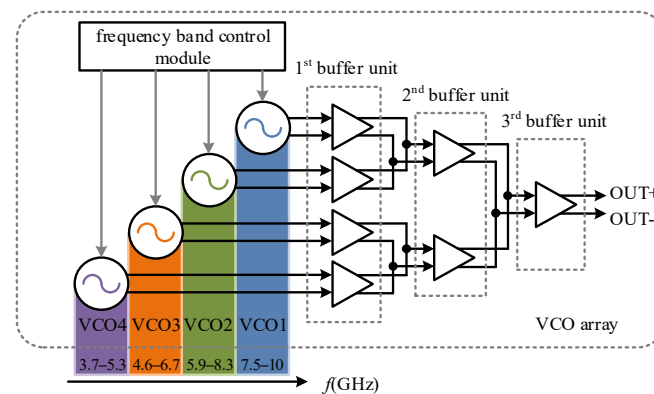 frequency band control
module
1st buffer unit
2nd buffer unit
3rd buffer unit
OUT+
OUT-
VCO4 VCO3 VCO2 VCO1
VCO array
3.7–5.3 4.6–6.7 5.9–8.3 7.5–10
f(GHz)